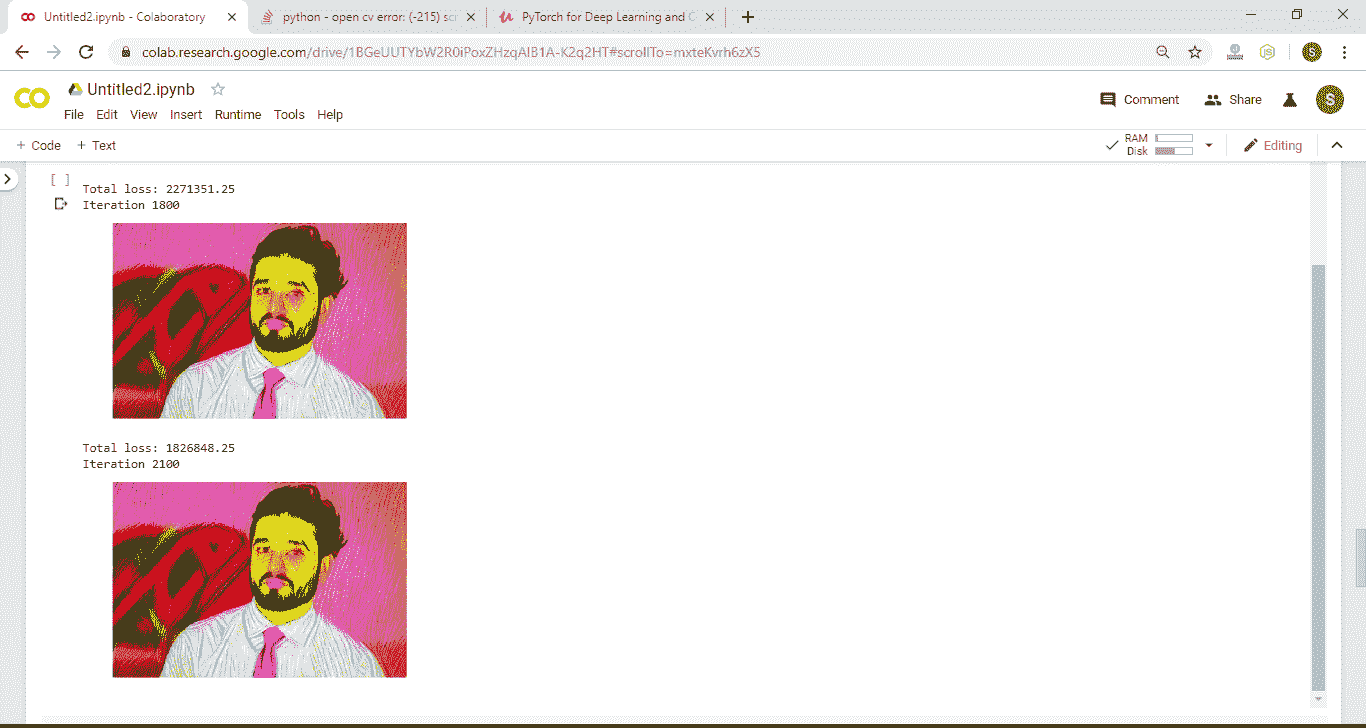 Untitled2.ipynb - Colaboratory
python - open cv error: (-215) scr
PyTorch for Deep Learning and C
colab.research.google.com/drive/1BGeUUTYbW2R0iPoxZHzqAlB1A-K2q2HT#scrollTo=mxteKvrh6zX5
S
CO Untitled2.ipynb
File Edit View Insert Runtime Tools Help
Comment Share S
+ Code + Text
RAM
Disk
Editing
[ ]
Total loss: 2271351.25
Iteration 1800
Total loss: 1826848.25
Iteration 2100